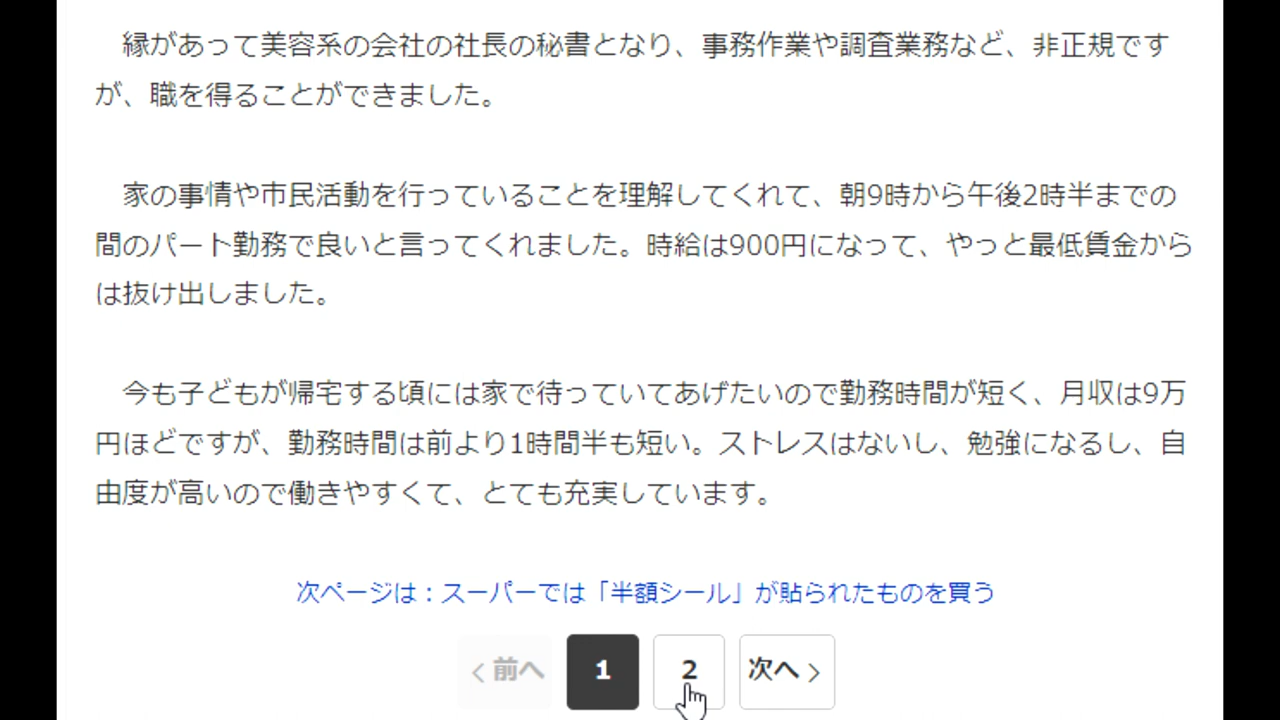 縁があって美容系の会社の社長の秘書となり、事務作業や調査業務など、非正規です
が、職を得ることができました。
家の事情や市民活動を行っていることを理解してくれて、朝9時から午後2時半までの
間のパート勤務で良いと言ってくれました。時給は900円になって、やっと最低賃金から
は抜け出しました。
今も子どもが帰宅する頃には家で待っていてあげたいので勤務時間が短く、月収は9万
円ほどですが、勤務時間は前より1時間半も短い。ストレスはないし、勉強になるし、自
由度が高いので働きやすくて、とても充実しています。
次ページは：スーパーでは「半額シール」が貼られたものを買う
＜前へ 1 2 次へ＞